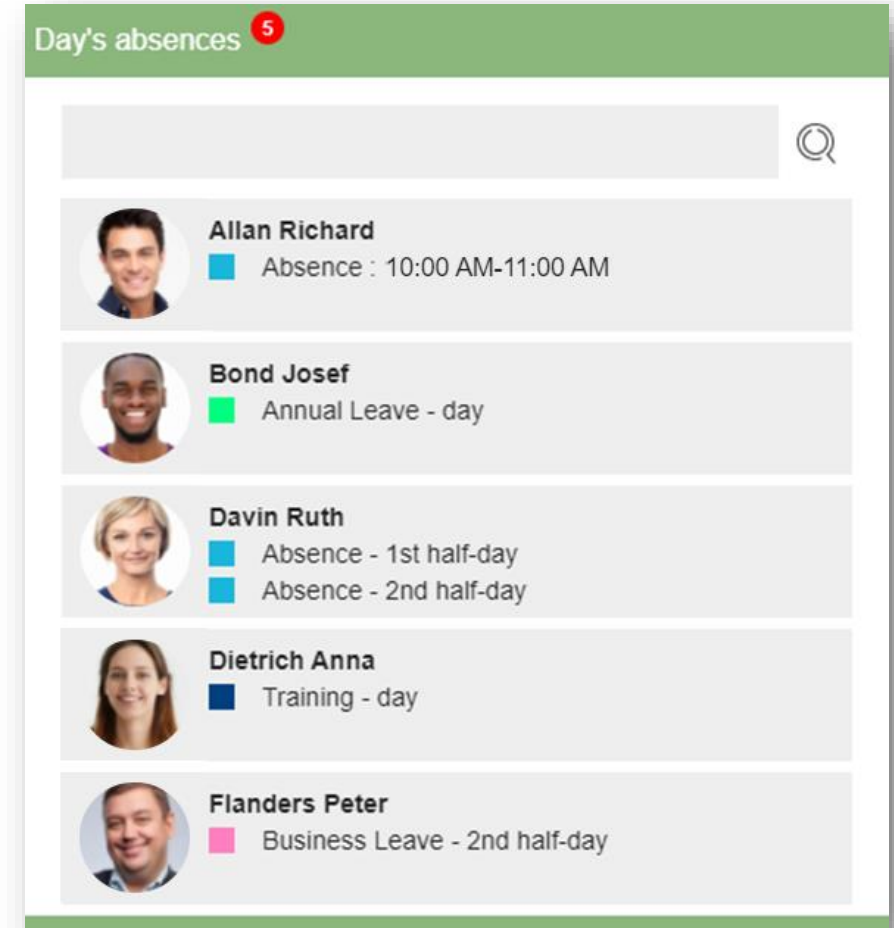 Day's absences 5
Allan Richard
Absence : 10:00 AM-11:00 AM
Bond Josef
Annual Leave - day
Davin Ruth
Absence - 1st half-day
Absence - 2nd half-day
Dietrich Anna
Training - day
Flanders Peter
Business Leave - 2nd half-day